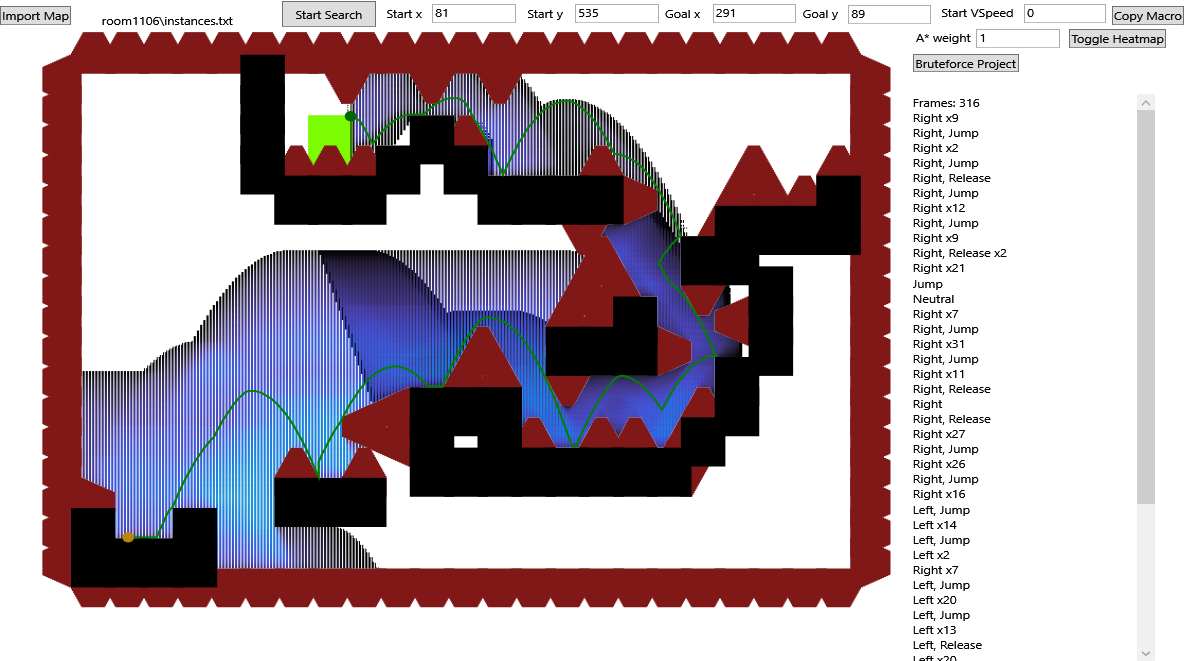 Import Map
room1106\instances.txt
Start Search
Start x 81
Start y 535
Goal x 291
Goal y 89
Start VSpeed 0
Copy Macro
A* weight 1
Toggle Heatmap
Bruteforce Project
Frames: 316
Right x9
Right, Jump
Right x2
Right, Jump
Right, Release
Right, Jump
Right x12
Right, Jump
Right x9
Right, Release x2
Right x21
Jump
Neutral
Right x7
Right, Jump
Right x31
Right, Jump
Right x11
Right, Release
Right
Right, Release
Right x27
Right, Jump
Right x26
Right, Jump
Right x16
Left, Jump
Left x14
Left, Jump
Left x2
Right x7
Left, Jump
Left x20
Left, Jump
Left x13
Left, Release
Left x20